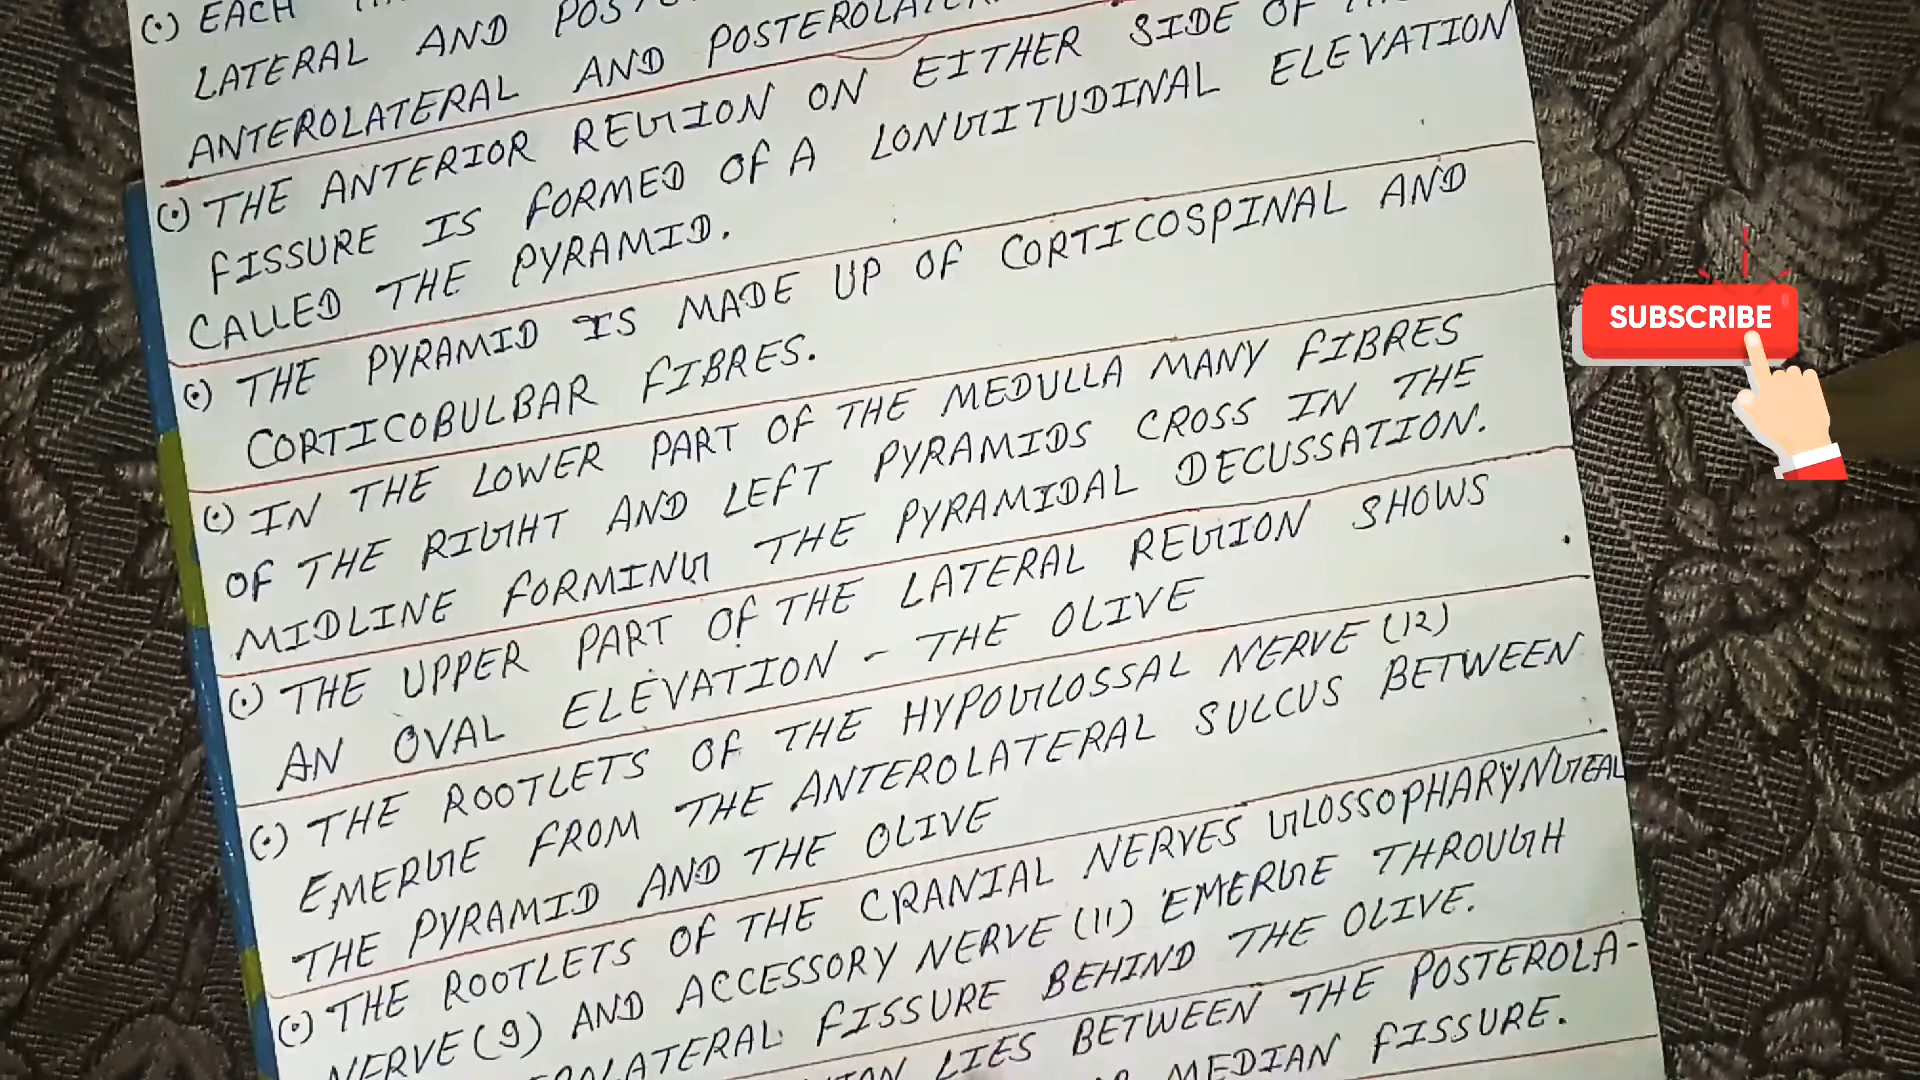 (•) EACH
LATERAL AND
ANTEROLATERAL AND
(•) THE ANTERIOR REGION ON EITHER SIDE OF
FISSURE IS FORMED OF A LONGITUDINAL ELEVATION
CALLED THE PYRAMID.
(•) THE PYRAMID IS MADE UP OF CORTICOSPINAL AND
CORTICOBULBAR FIBRES.
(•) IN THE LOWER PART OF THE MEDULLA MANY FIBRES
OF THE RIGHT AND LEFT PYRAMIDS CROSS IN THE
MIDLINE FORMING THE PYRAMIDAL DECUSSATION.
(•) THE UPPER PART OF THE LATERAL REGION SHOWS
AN OVAL ELEVATION - THE OLIVE
(•) THE ROOTLETS OF THE HYPOGLOSSAL NERVE (12)
EMERGE FROM THE ANTEROLATERAL SULCUS BETWEEN
THE PYRAMID AND THE OLIVE
(•) THE ROOTLETS OF THE CRANIAL NERVES GLOSSOPHARYNGEAL
NERVE (9) AND ACCESSORY NERVE (11) EMERGE THROUGH
FISSURE BEHIND THE OLIVE.
LIES BETWEEN THE POSTEROLA-
MEDIAN FISSURE.
SUBSCRIBE